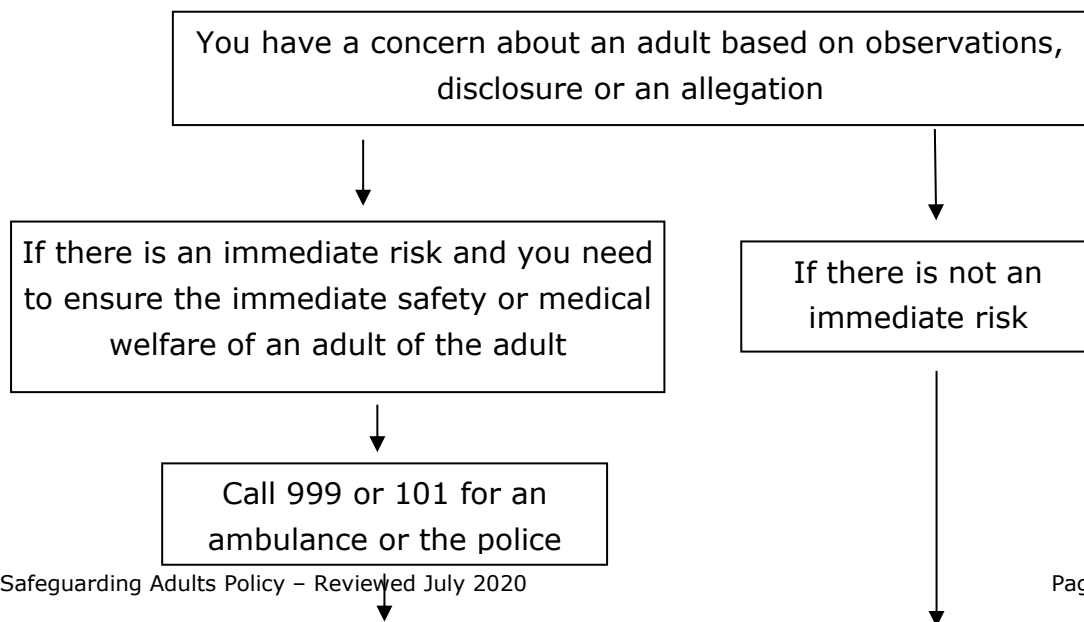 You have a concern about an adult based on observations,
disclosure or an allegation
If there is an immediate risk and you need
to ensure the immediate safety or medical
welfare of an adult of the adult
If there is not an
immediate risk
Call 999 or 101 for an
ambulance or the police
Safeguarding Adults Policy – Reviewed July 2020
Pag